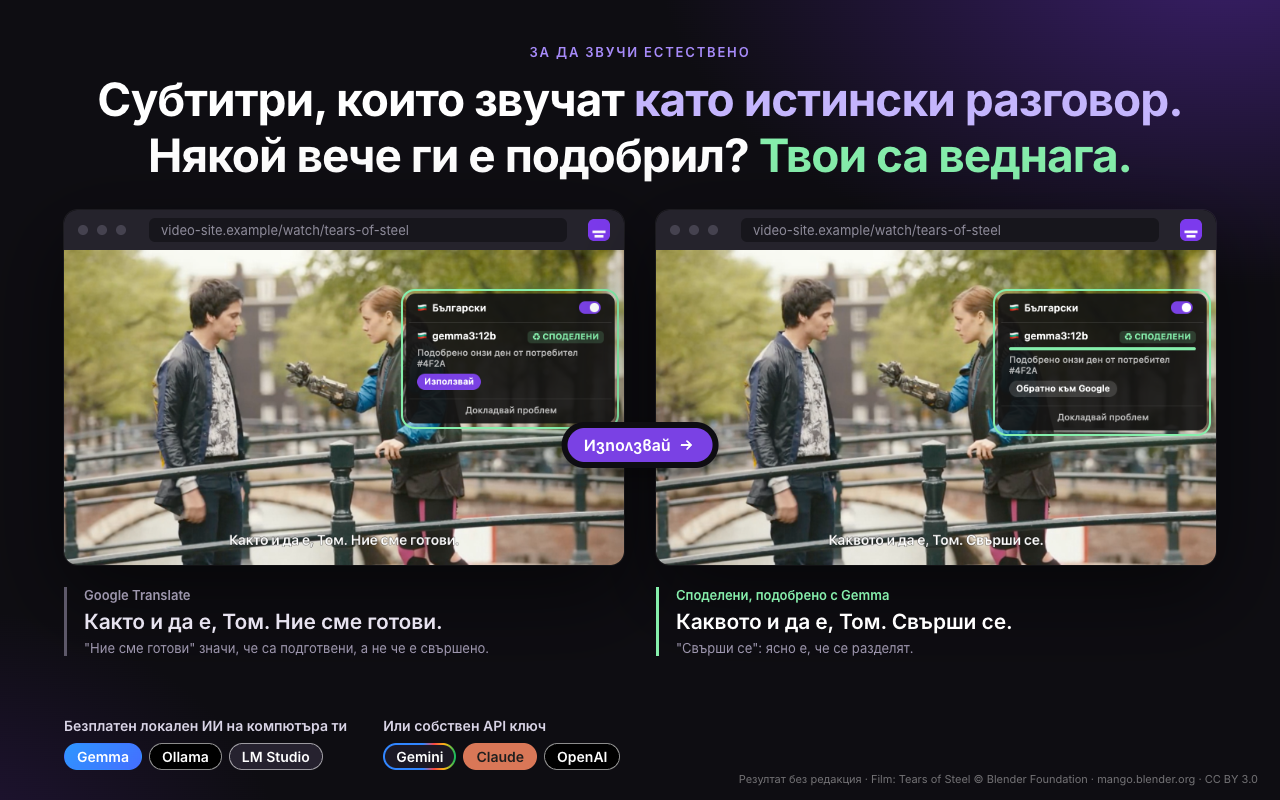 ЗА ДА ЗВУЧИ ЕСТЕСТВЕНО
Субтитри, които звучат като истински разговор.
Някой вече ги е подобрил? Твои са веднага.
video-site.example/watch/tears-of-steel
Български
gemma3:12b
♻ СПОДЕЛЕНИ
Подобрено онзи ден от потребител
#4F2A
Използвай
Докладвай проблем
Както и да е, Том. Ние сме готови.
Използвай →
video-site.example/watch/tears-of-steel
Български
gemma3:12b
♻ СПОДЕЛЕНИ
Подобрено онзи ден от потребител
#4F2A
Обратно към Google
Докладвай проблем
Каквото и да е, Том. Свърши се.
Google Translate
Както и да е, Том. Ние сме готови.
"Ние сме готови" значи, че са подготвени, а не че е свършено.
Споделени, подобрено с Gemma
Каквото и да е, Том. Свърши се.
"Свърши се": ясно е, че се разделят.
Безплатен локален ИИ на компютъра ти
Gemma Ollama LM Studio
Или собствен API ключ
Gemini Claude OpenAI
Резултат без редакция · Film: Tears of Steel © Blender Foundation · mango.blender.org · CC BY 3.0